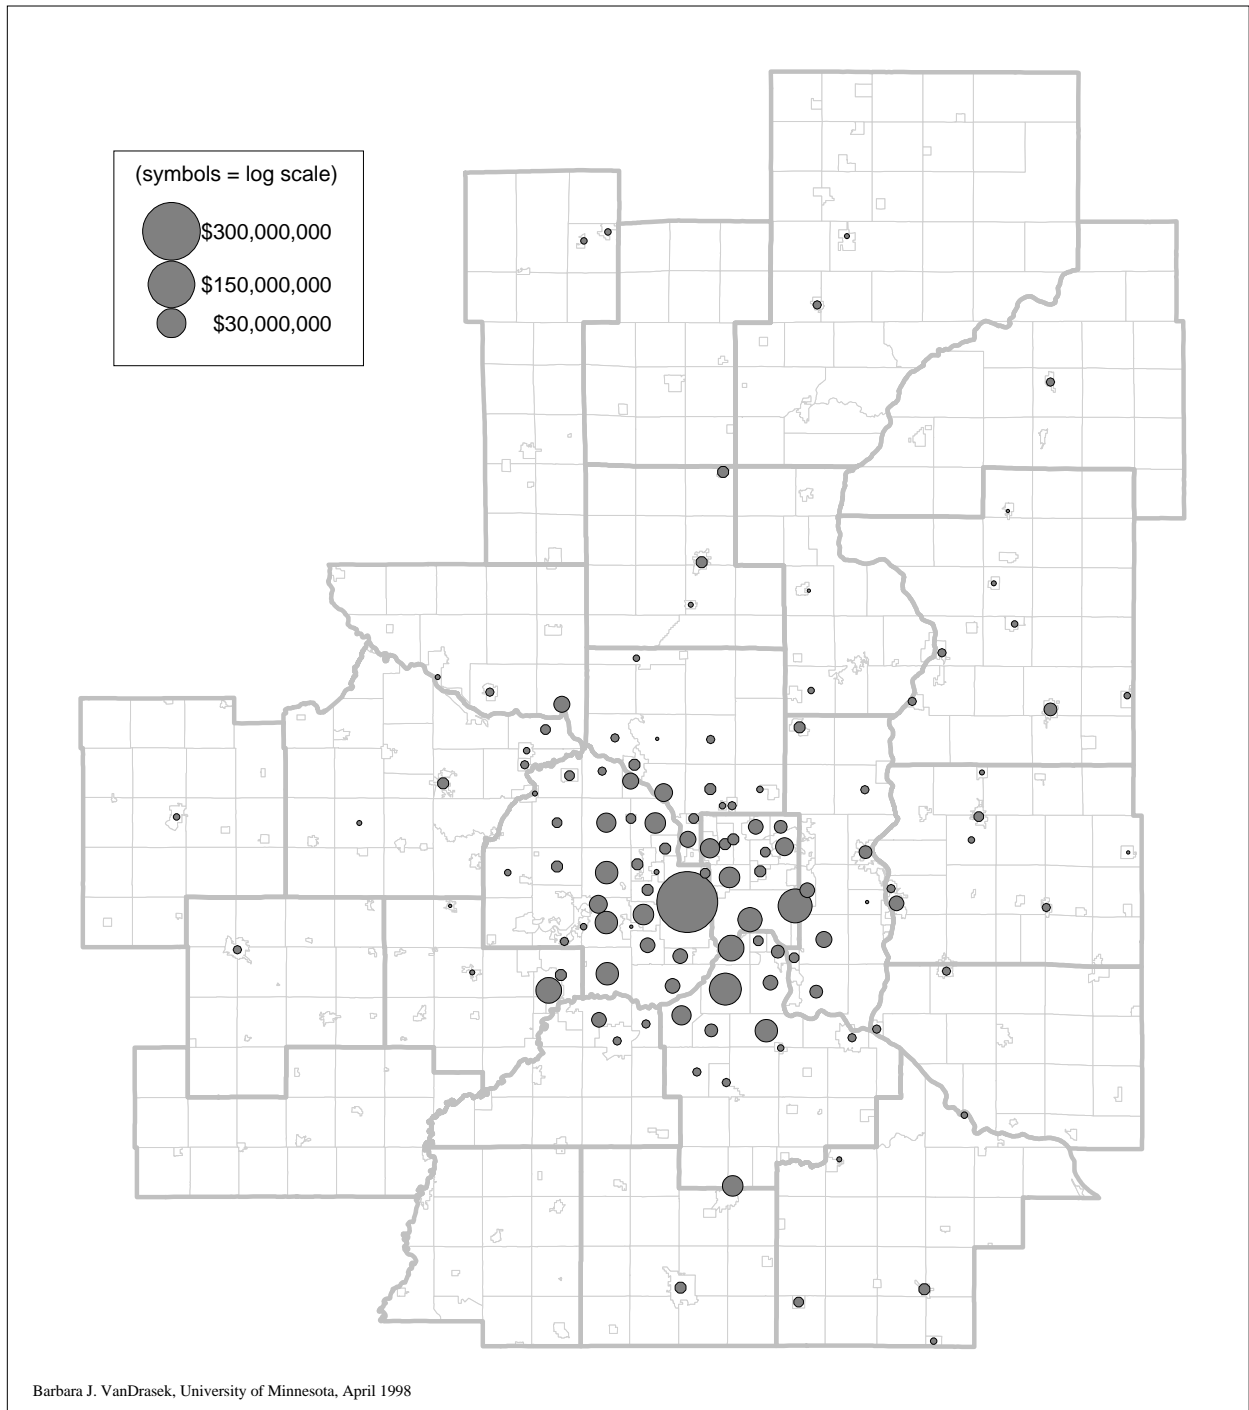 (symbols = log scale)
$300,000,000
$150,000,000
$30,000,000
Barbara J. VanDrasek, University of Minnesota, April 1998